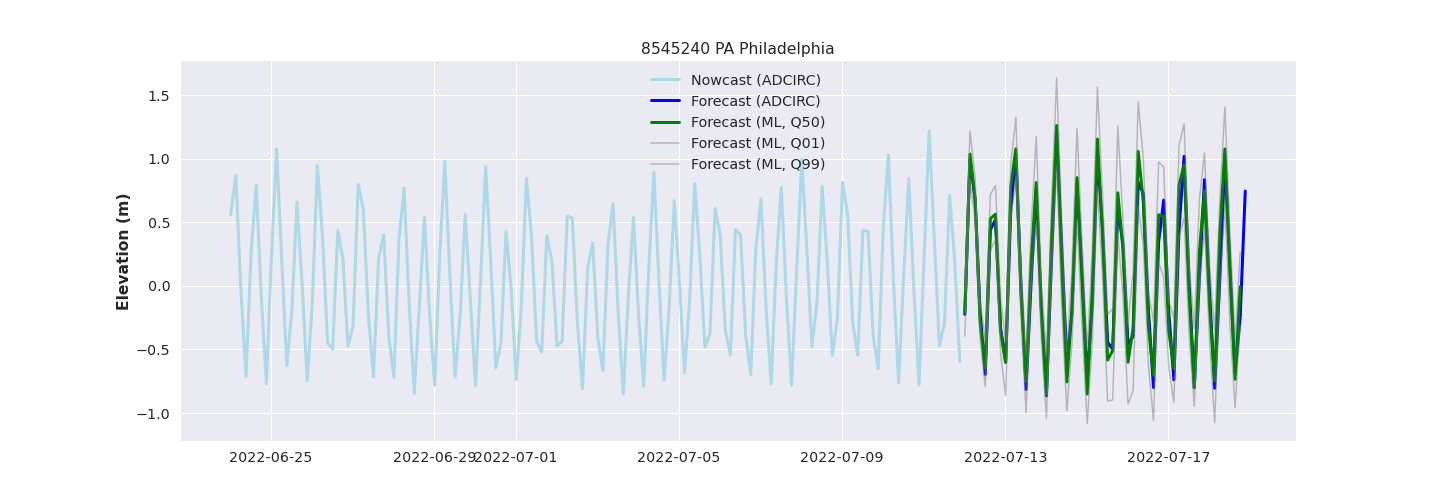 8545240 PA Philadelphia
Nowcast (ADCIRC)
Forecast (ADCIRC)
Forecast (ML, Q50)
Forecast (ML, Q01)
Forecast (ML, Q99)
Elevation (m)
1.5
1.0
0.5
0.0
−0.5
−1.0
2022-06-25 2022-06-29 2022-07-01 2022-07-05 2022-07-09 2022-07-13 2022-07-17